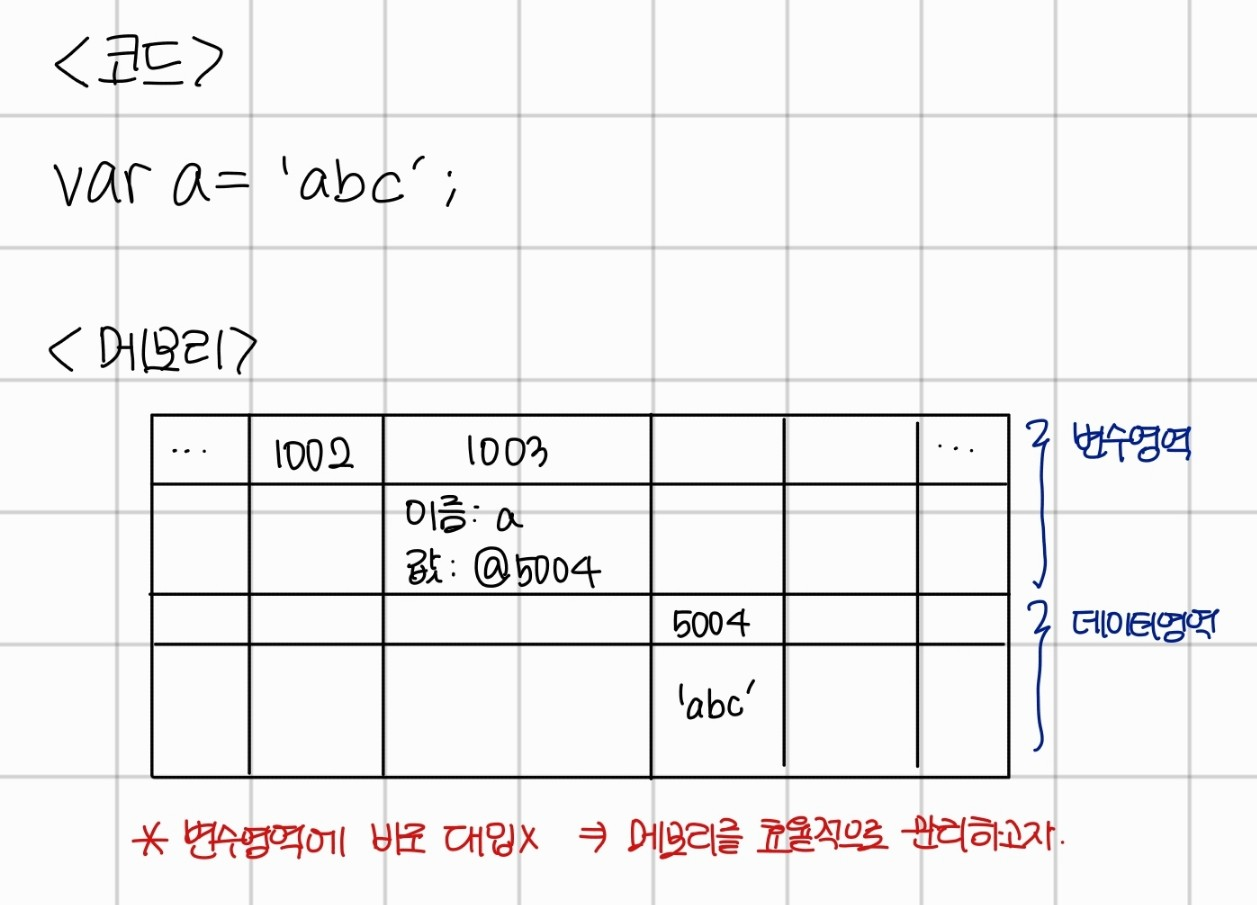 <코드>
var a= 'abc';
<메모리>
... 1002 1003 ...
이름: a
값: @5004
5004
'abc'
변수영역
데이터영역
* 변수영역에 바로 대입x ⇒ 메모리를 효율적으로 관리하고자.